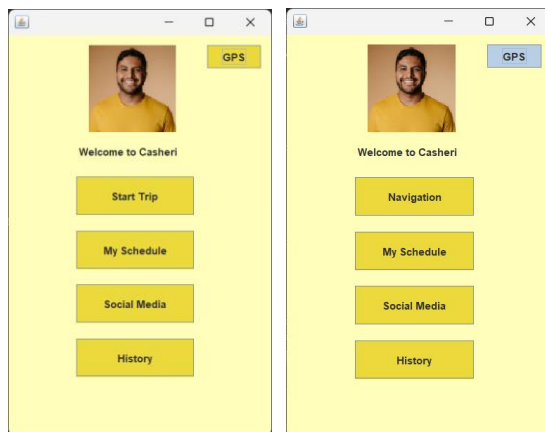 GPS
Welcome to Casheri
Start Trip
My Schedule
Social Media
History
GPS
Welcome to Casheri
Navigation
My Schedule
Social Media
History